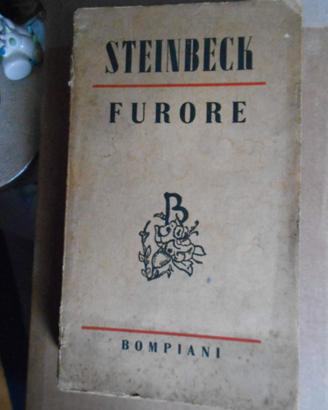 STEINBECK
FURORE
B
BOMPIANI